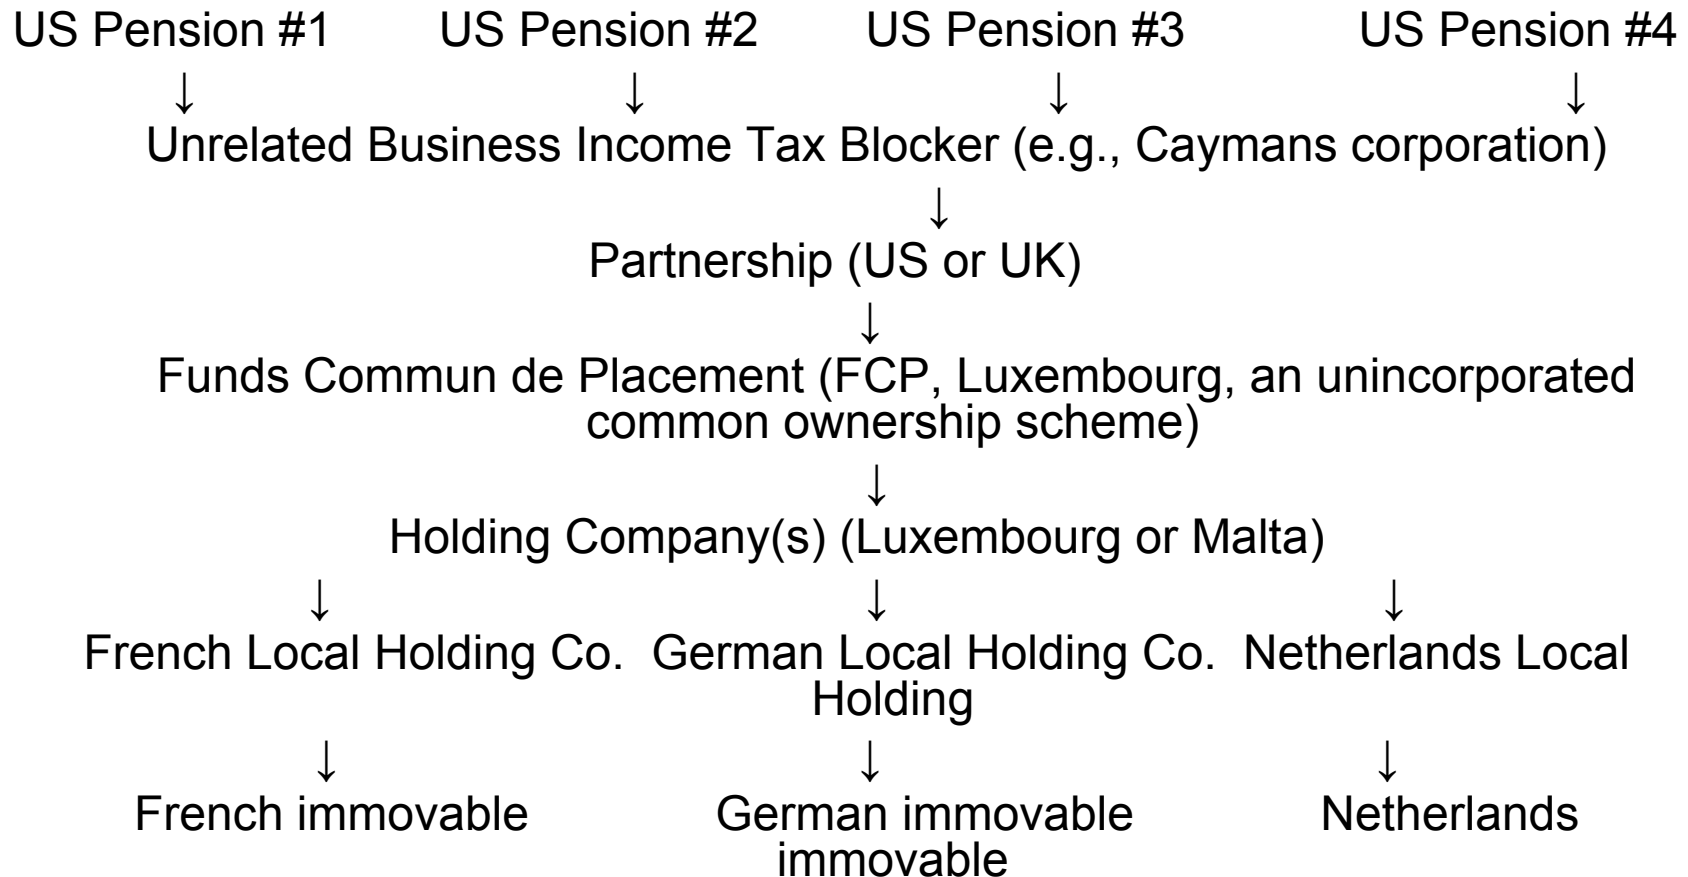 US Pension #1 US Pension #2 US Pension #3 US Pension #4
↓ ↓ ↓ ↓
Unrelated Business Income Tax Blocker (e.g., Caymans corporation)
↓
Partnership (US or UK)
↓
Funds Commun de Placement (FCP, Luxembourg, an unincorporated
common ownership scheme)
↓
Holding Company(s) (Luxembourg or Malta)
↓ ↓ ↓
French Local Holding Co. German Local Holding Co. Netherlands Local
Holding
↓ ↓ ↓
French immovable German immovable Netherlands
immovable